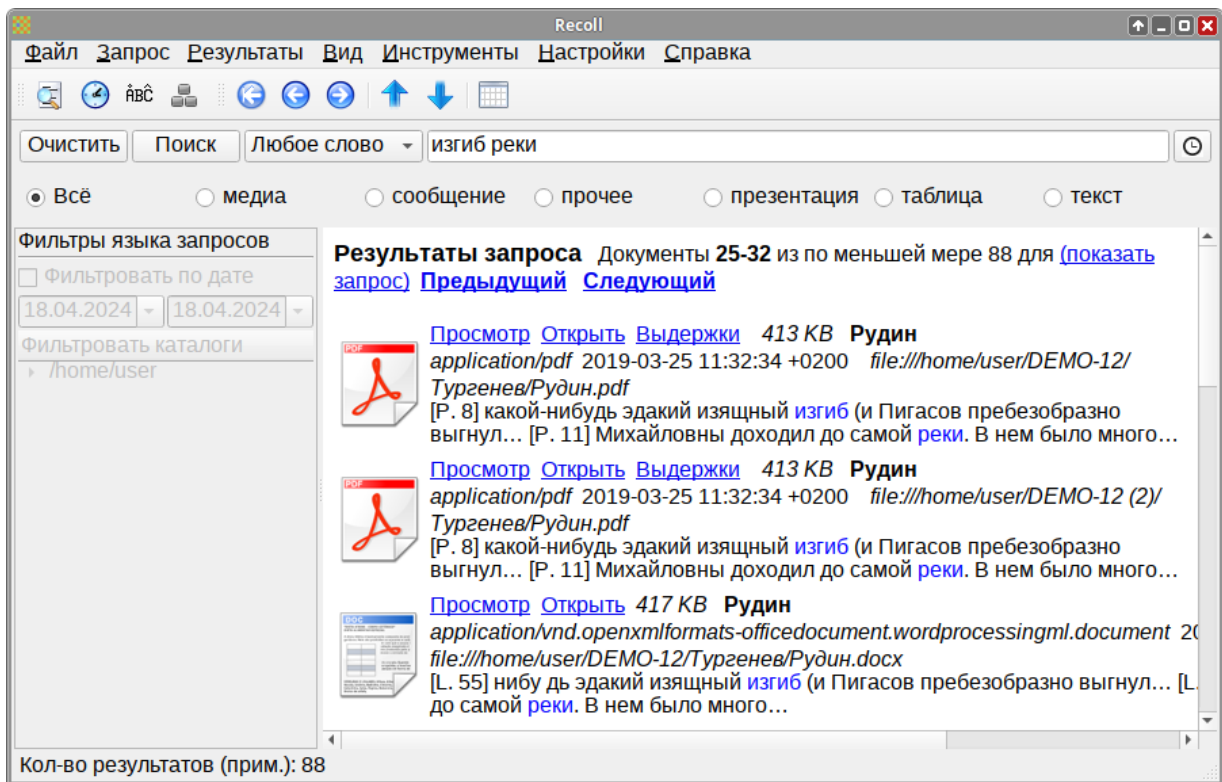 Recoll
Файл Запрос Результаты Вид Инструменты Настройки Справка
ÂBĈ
Очистить Поиск Любое слово изгиб реки
Всё медиа сообщение прочее презентация таблица текст
Фильтры языка запросов
Фильтровать по дате
18.04.2024 18.04.2024
Фильтровать каталоги
/home/user
Результаты запроса Документы 25-32 из по меньшей мере 88 для (показать
запрос) Предыдущий Следующий
PDF
Просмотр Открыть Выдержки 413 KB Рудин
application/pdf 2019-03-25 11:32:34 +0200 file:///home/user/DEMO-12/
Тургенев/Рудин.pdf
[P. 8] какой-нибудь эдакий изящный изгиб (и Пигасов пребезобразно
выгнул… [P. 11] Михайловны доходил до самой реки. В нем было много…
PDF
Просмотр Открыть Выдержки 413 KB Рудин
application/pdf 2019-03-25 11:32:34 +0200 file:///home/user/DEMO-12 (2)/
Тургенев/Рудин.pdf
[P. 8] какой-нибудь эдакий изящный изгиб (и Пигасов пребезобразно
выгнул… [P. 11] Михайловны доходил до самой реки. В нем было много…
DOC
Просмотр Открыть 417 KB Рудин
application/vnd.openxmlformats-officedocument.wordprocessingml.document 20
file:///home/user/DEMO-12/Тургенев/Рудин.docx
[L. 55] нибу дь эдакий изящный изгиб (и Пигасов пребезобразно выгнул… [L.
до самой реки. В нем было много…
Кол-во результатов (прим.): 88